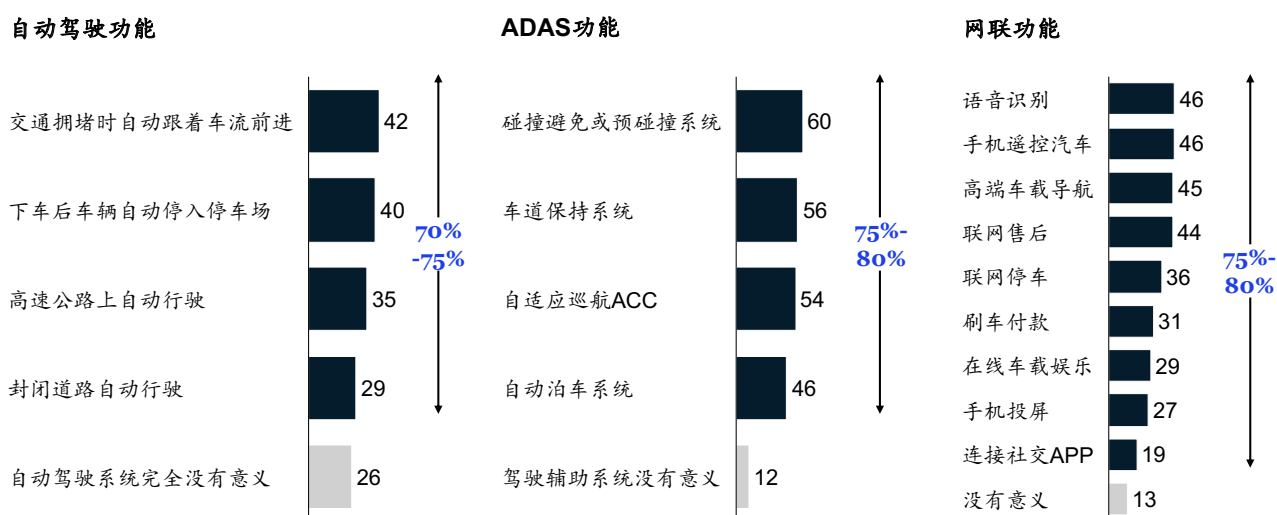 自动驾驶功能
交通拥堵时自动跟着车流前进
42
下车后车辆自动停入停车场
40
高速公路上自动行驶
35
封闭道路自动行驶
29
自动驾驶系统完全没有意义
26
70%
-75%
ADAS功能
碰撞避免或预碰撞系统
60
车道保持系统
56
自适应巡航ACC
54
自动泊车系统
46
驾驶辅助系统没有意义
12
75%-
80%
网联功能
语音识别
46
手机遥控汽车
46
高端车载导航
45
联网售后
44
联网停车
36
刷车付款
31
在线车载娱乐
29
手机投屏
27
连接社交APP
19
没有意义
13
75%-
80%